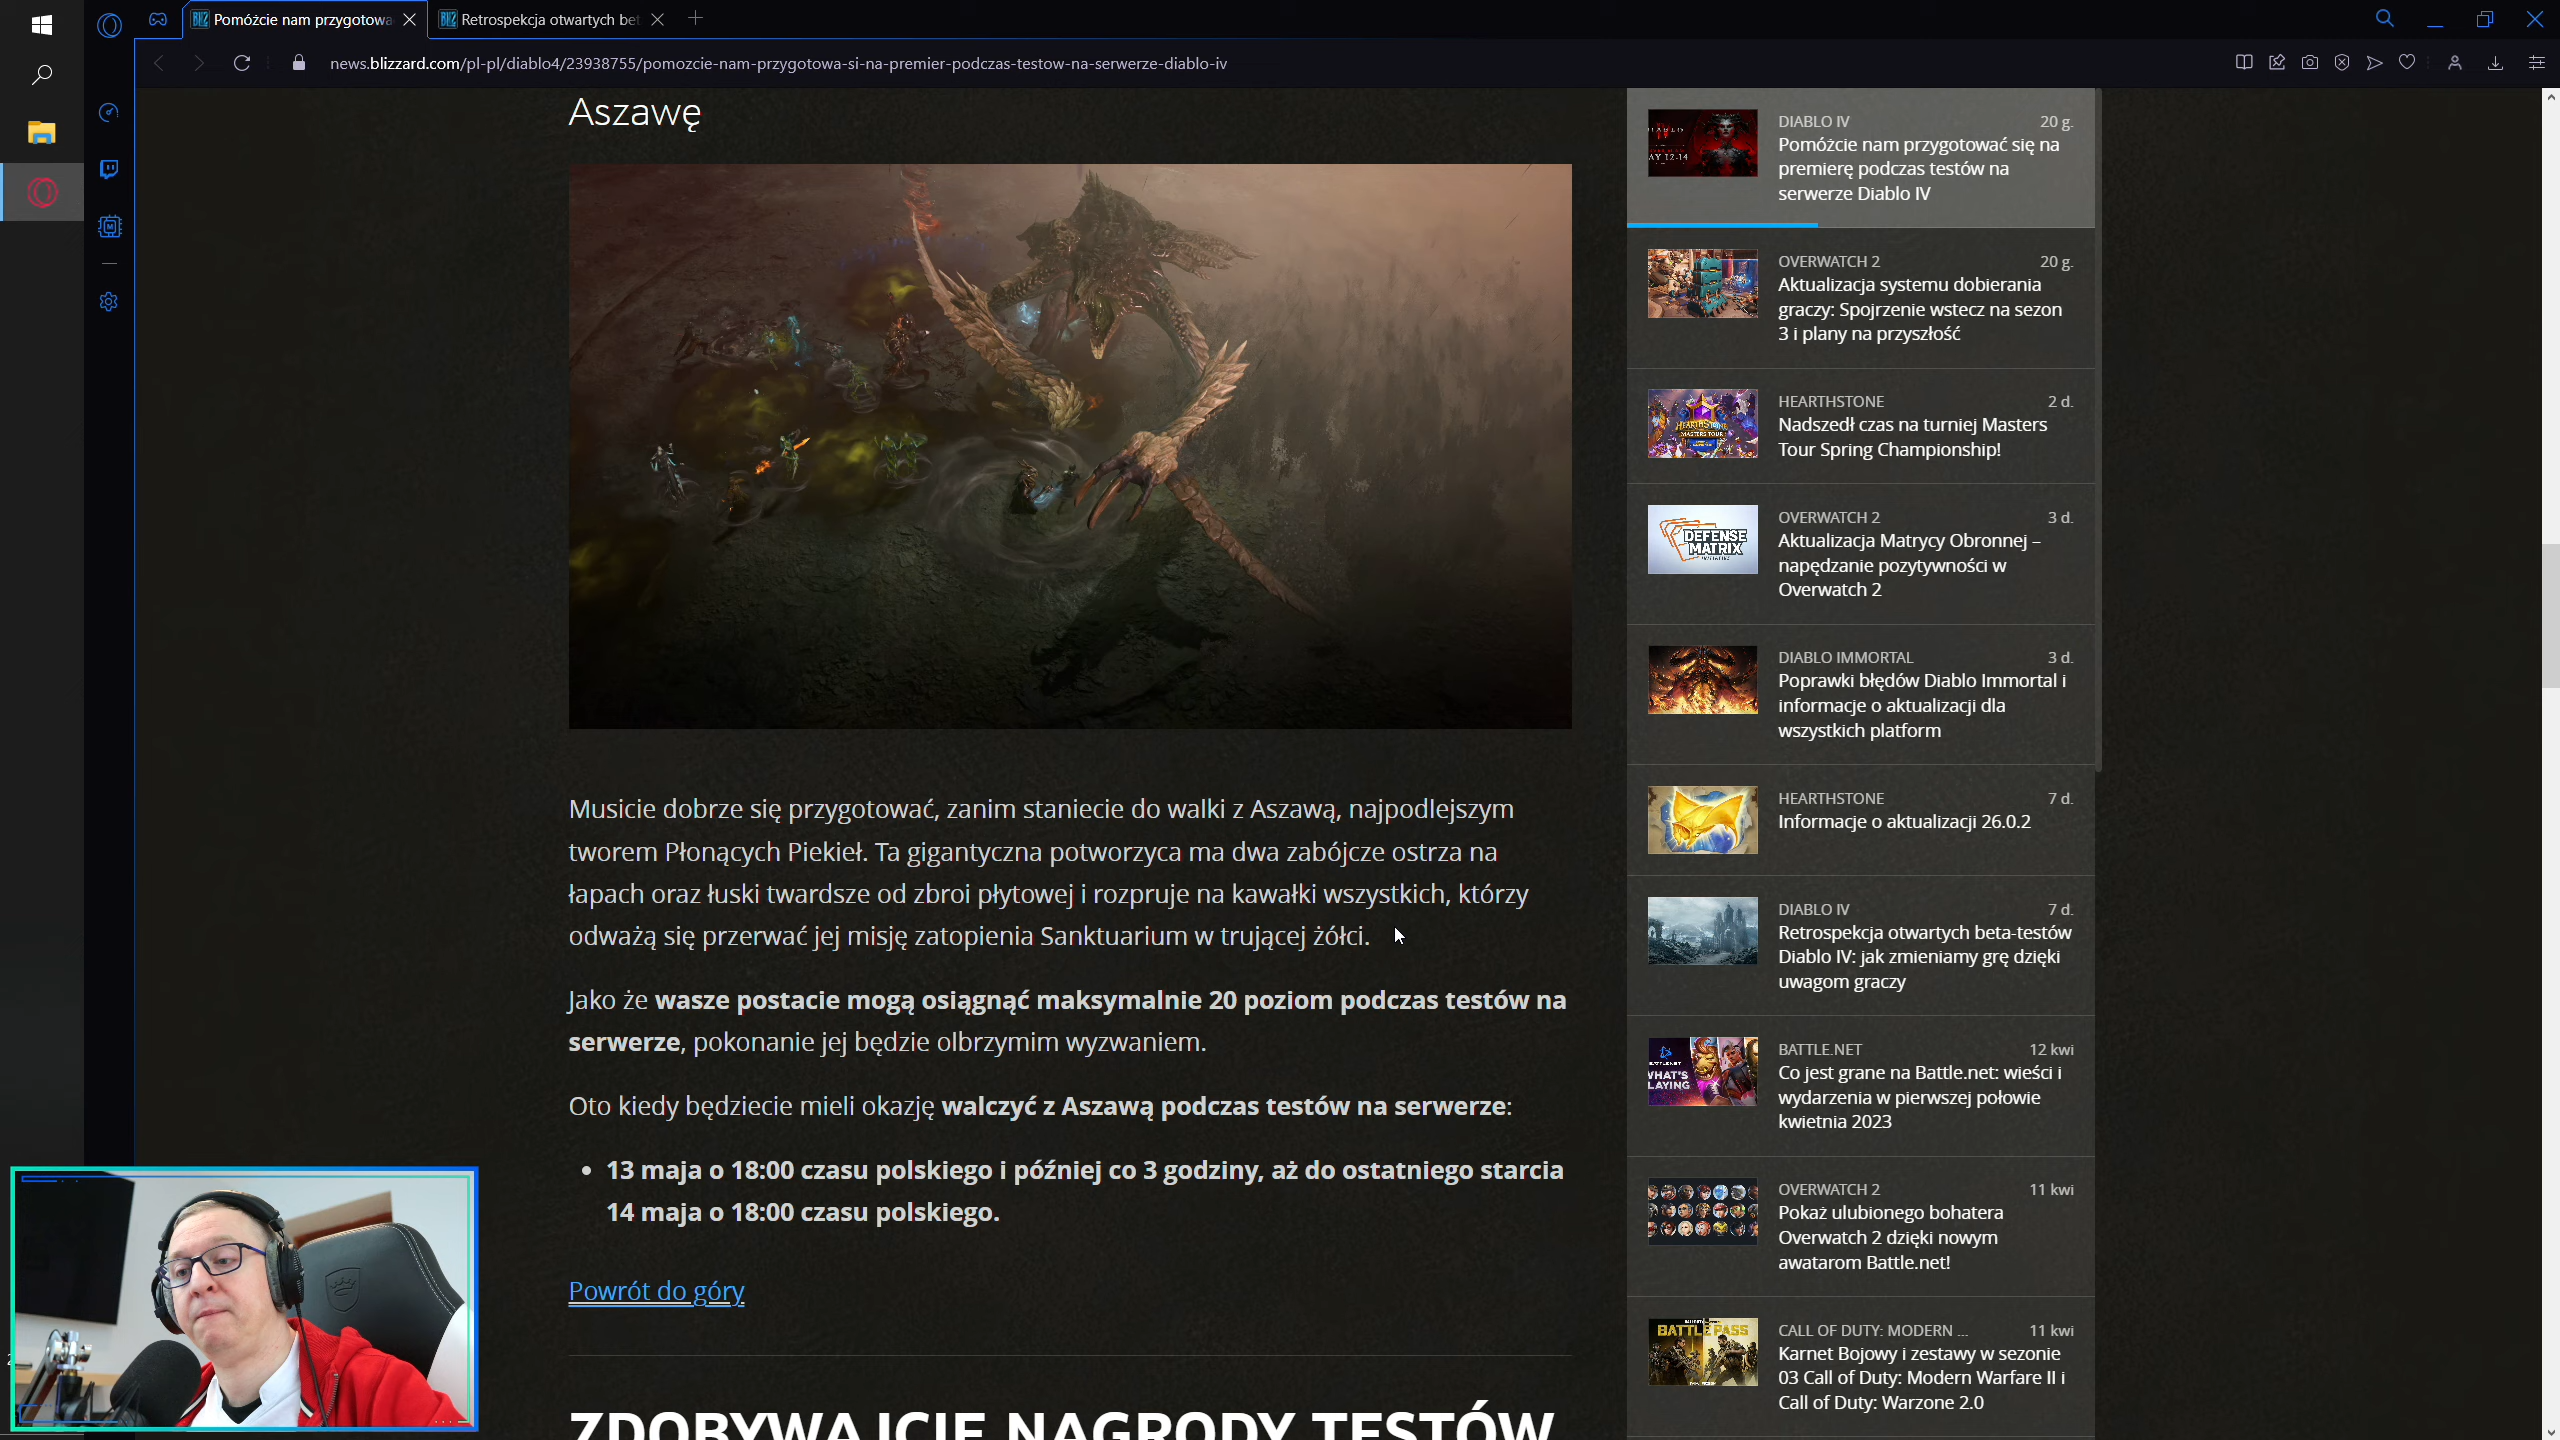 Pomóżcie nam przygotowa
Retrospekcja otwartych bet
news.blizzard.com/pl-pl/diablo4/23938755/pomozcie-nam-przygotowa-si-na-premier-podczas-testow-na-serwerze-diablo-iv
Aszawę
Musicie dobrze się przygotować, zanim staniecie do walki z Aszawą, najpodlejszym
tworem Płonących Piekieł. Ta gigantyczna potworzyca ma dwa zabójcze ostrza na
łapach oraz łuski twardsze od zbroi płytowej i rozpruje na kawałki wszystkich, którzy
odważą się przerwać jej misję zatopienia Sanktuarium w trującej żółci.
Jako że wasze postacie mogą osiągnąć maksymalnie 20 poziom podczas testów na
serwerze, pokonanie jej będzie olbrzymim wyzwaniem.
Oto kiedy będziecie mieli okazję walczyć z Aszawą podczas testów na serwerze:
• 13 maja o 18:00 czasu polskiego i później co 3 godziny, aż do ostatniego starcia
14 maja o 18:00 czasu polskiego.
Powrót do góry
ZDOBYWAJCIE NAGRODY TESTÓW
DIABLO IV 20 g.
Pomóżcie nam przygotować się na
premierę podczas testów na
serwerze Diablo IV
OVERWATCH 2 20 g.
Aktualizacja systemu dobierania
graczy: Spojrzenie wstecz na sezon
3 i plany na przyszłość
HEARTHSTONE 2 d.
Nadszedł czas na turniej Masters
Tour Spring Championship!
HEARTHSTONE
MASTERS TOUR
OVERWATCH 2 3 d.
Aktualizacja Matrycy Obronnej –
napędzanie pozytywności w
Overwatch 2
DEFENSE
MATRIX
DIABLO IMMORTAL 3 d.
Poprawki błędów Diablo Immortal i
informacje o aktualizacji dla
wszystkich platform
HEARTHSTONE 7 d.
Informacje o aktualizacji 26.0.2
DIABLO IV 7 d.
Retrospekcja otwartych beta-testów
Diablo IV: jak zmieniamy grę dzięki
uwagom graczy
BATTLE.NET 12 kwi
Co jest grane na Battle.net: wieści i
wydarzenia w pierwszej połowie
kwietnia 2023
OVERWATCH 2 11 kwi
Pokaż ulubionego bohatera
Overwatch 2 dzięki nowym
awatarom Battle.net!
CALL OF DUTY: MODERN ... 11 kwi
Karnet Bojowy i zestawy w sezonie
03 Call of Duty: Modern Warfare II i
Call of Duty: Warzone 2.0
BATTLE PASS